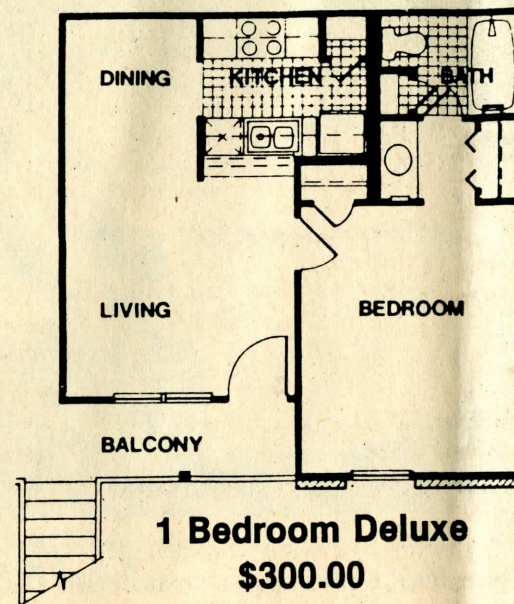 DINING
KITCHEN
BATH
LIVING
BEDROOM
BALCONY
1 Bedroom Deluxe
$300.00